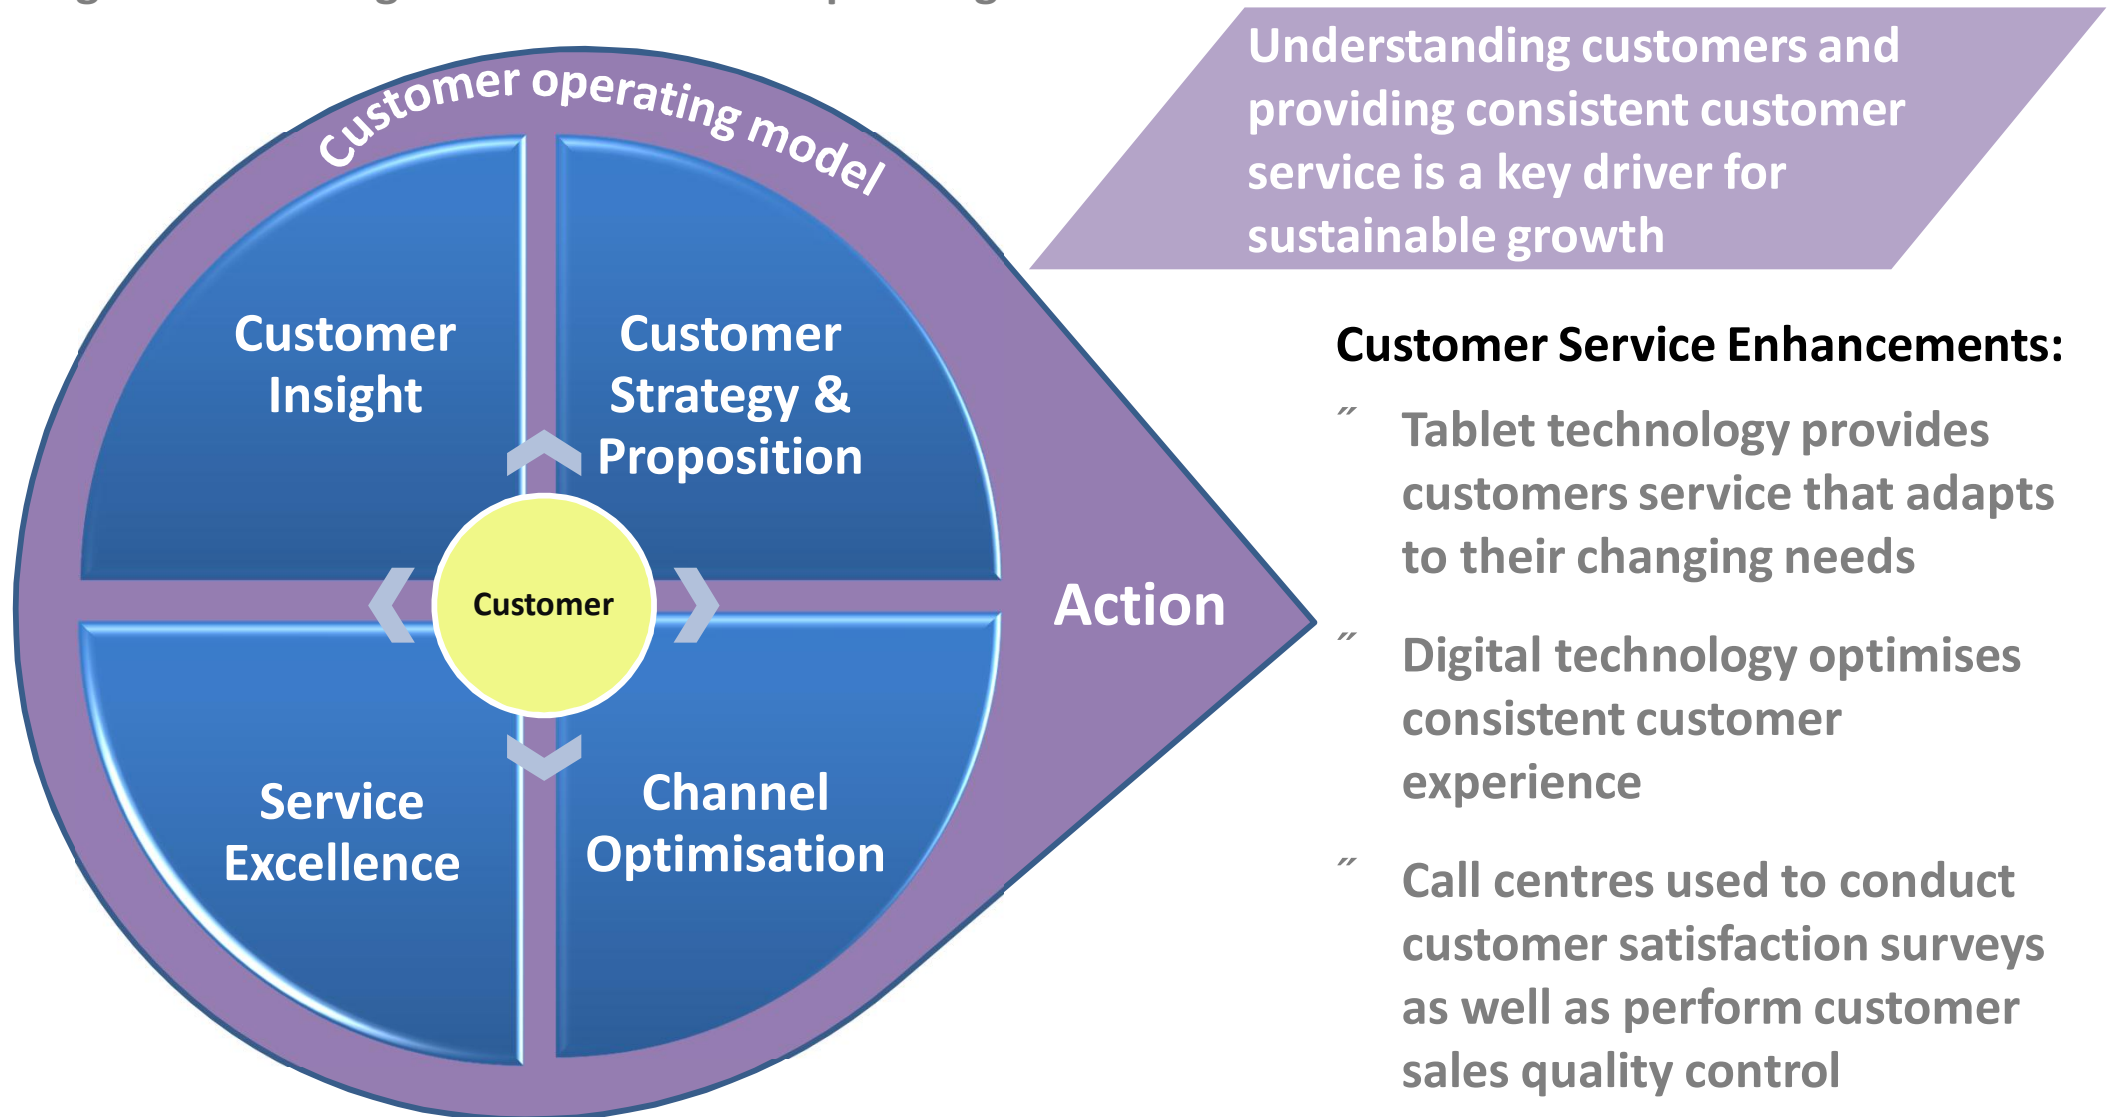 Understanding customers and
providing consistent customer
service is a key driver for
sustainable growth
Customer operating model
Customer
Insight
Customer
Strategy &
Proposition
Customer
Action
Service
Excellence
Channel
Optimisation
Customer Service Enhancements:
˝ Tablet technology provides
customers service that adapts
to their changing needs
˝ Digital technology optimises
consistent customer
experience
˝ Call centres used to conduct
customer satisfaction surveys
as well as perform customer
sales quality control